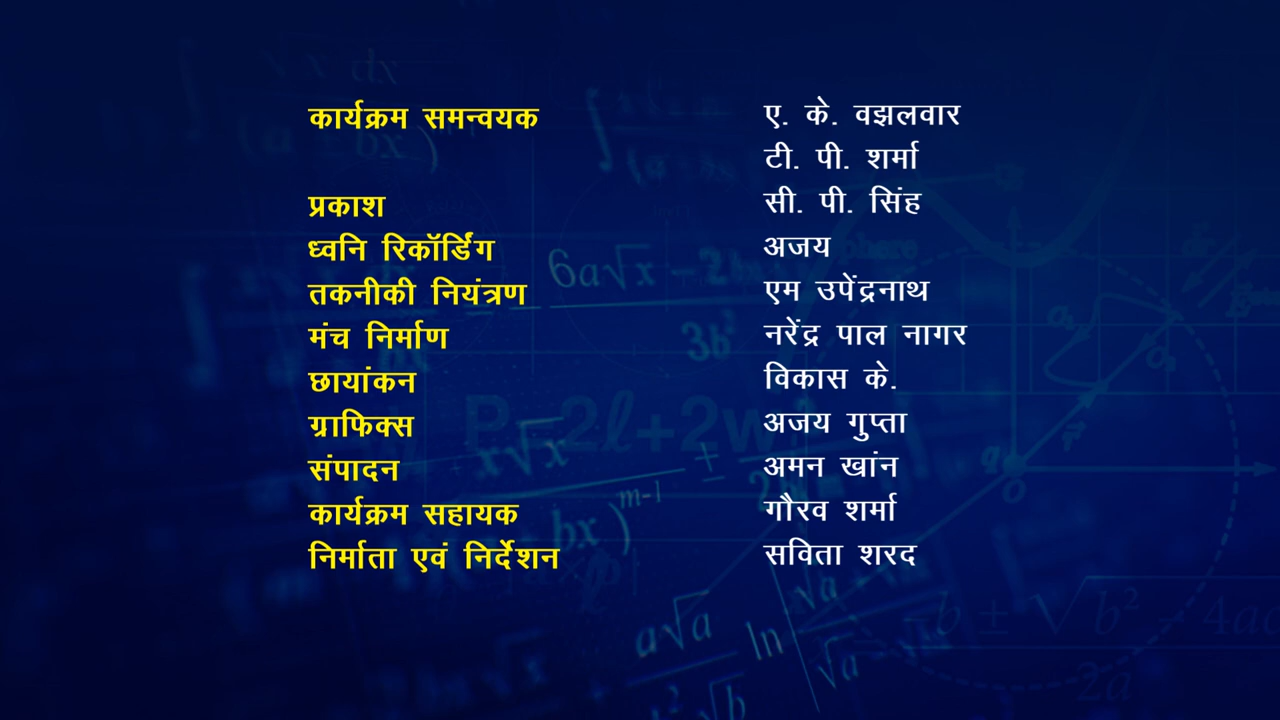 कार्यक्रम समन्वयक ए. के. वझलवार
टी. पी. शर्मा
प्रकाश सी. पी. सिंह
ध्वनि रिकॉर्डिंग अजय
तकनीकी नियंत्रण एम उपेंद्रनाथ
मंच निर्माण नरेंद्र पाल नागर
छायांकन विकास के.
ग्राफिक्स अजय गुप्ता
संपादन अमन खांन
कार्यक्रम सहायक गौरव शर्मा
निर्माता एवं निर्देशन सविता शरद